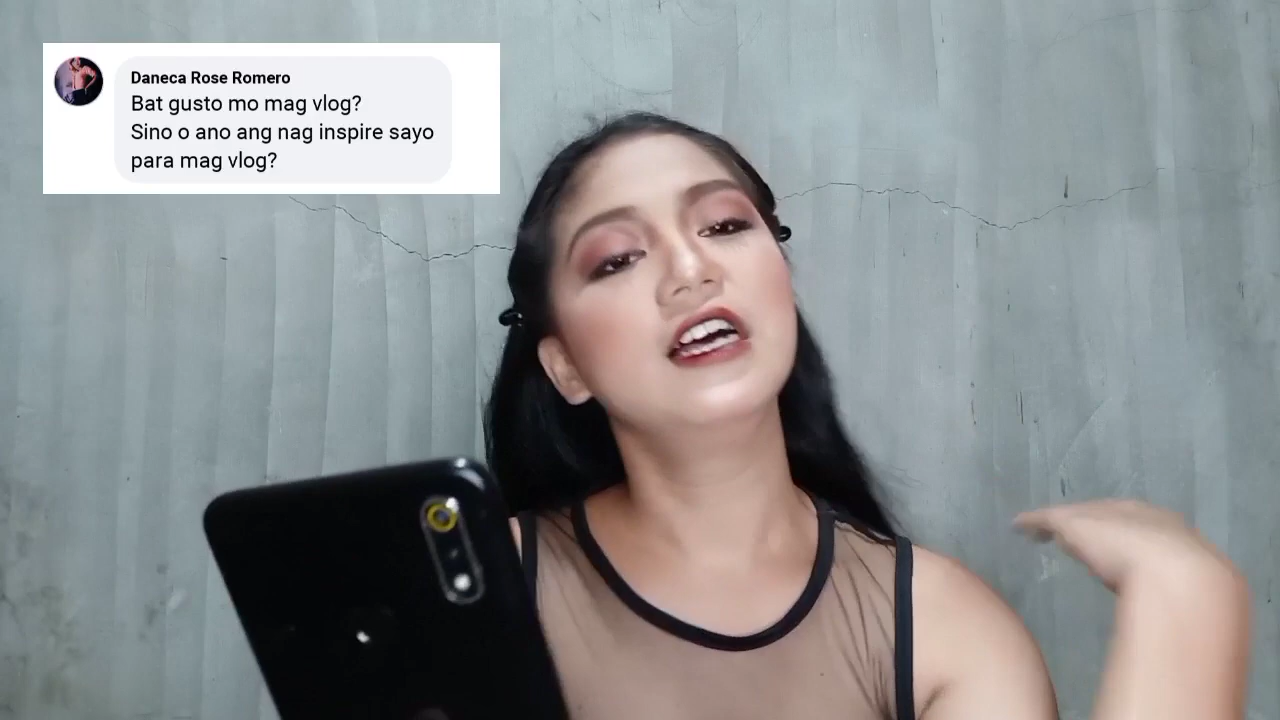 Daneca Rose Romero
Bat gusto mo mag vlog?
Sino o ano ang nag inspire sayo
para mag vlog?